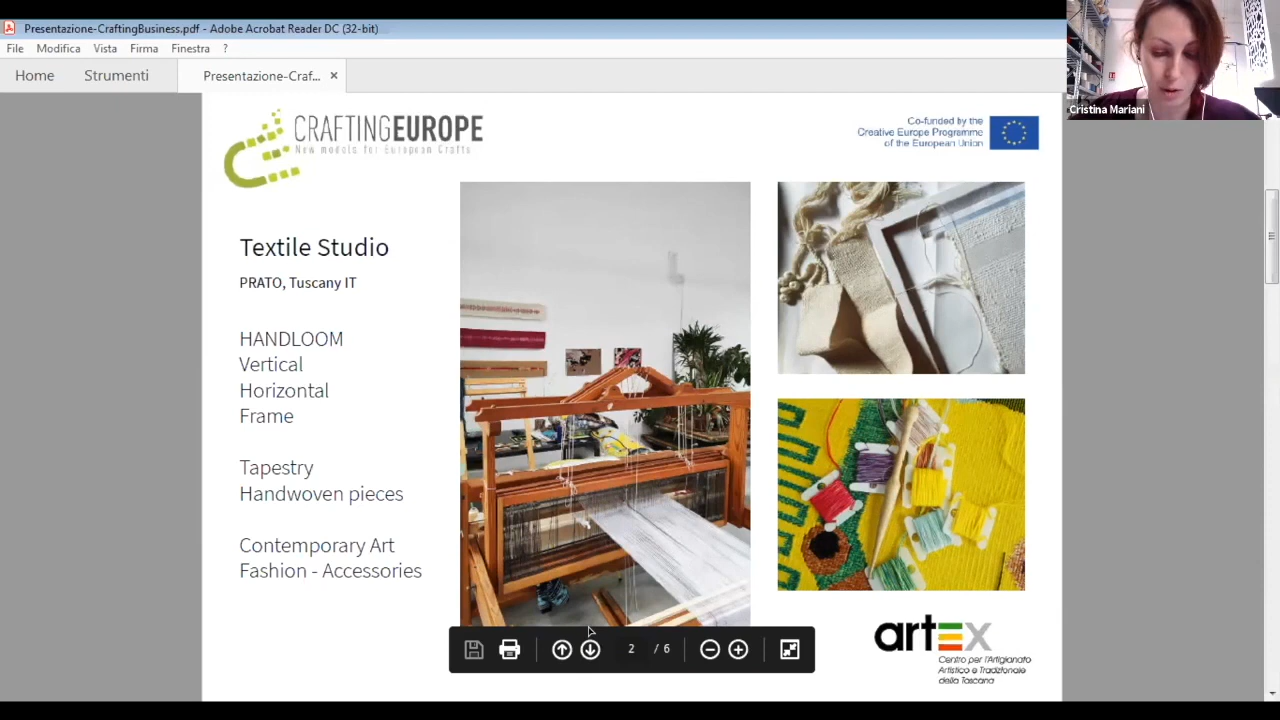 Presentazione-CraftingBusiness.pdf - Adobe Acrobat Reader DC (32-bit)
File Modifica Vista Firma Finestra ?
Home Strumenti Presentazione-Craf... ×
Cristina Mariani
CRAFTINGEUROPE
New models for European Crafts
Co-funded by the
Creative Europe Programme
of the European Union
Textile Studio
PRATO, Tuscany IT
HANDLOOM
Vertical
Horizontal
Frame
Tapestry
Handwoven pieces
Contemporary Art
Fashion - Accessories
2 / 6
artex
Centro per l'Artigianato
Artistico e Tradizionale
della Toscana